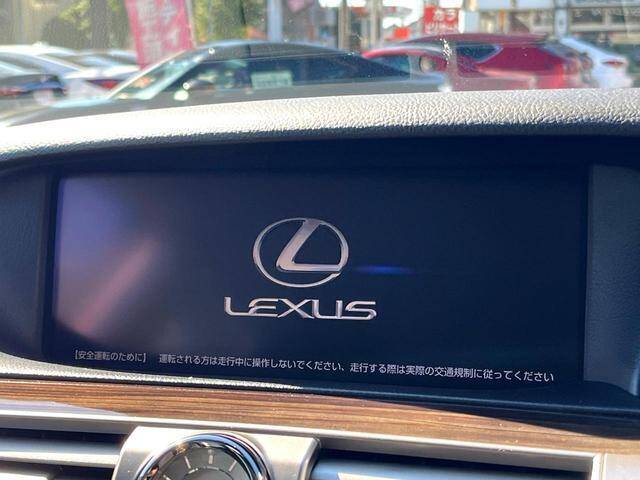 LEXUS
【安全運転のために】 運転される方は走行中に操作しないでください、走行する際は実際の交通規制に従ってください